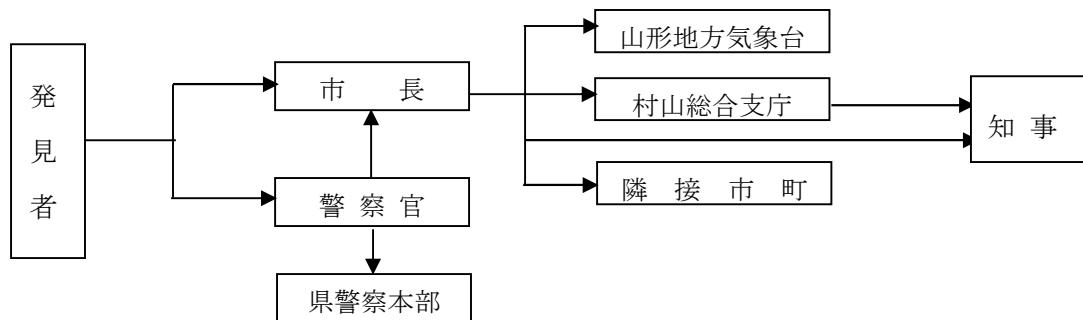 発見者
市　　長
警 察 官
県警察本部
山形地方気象台
村山総合支庁
隣　接　市　町
知 事